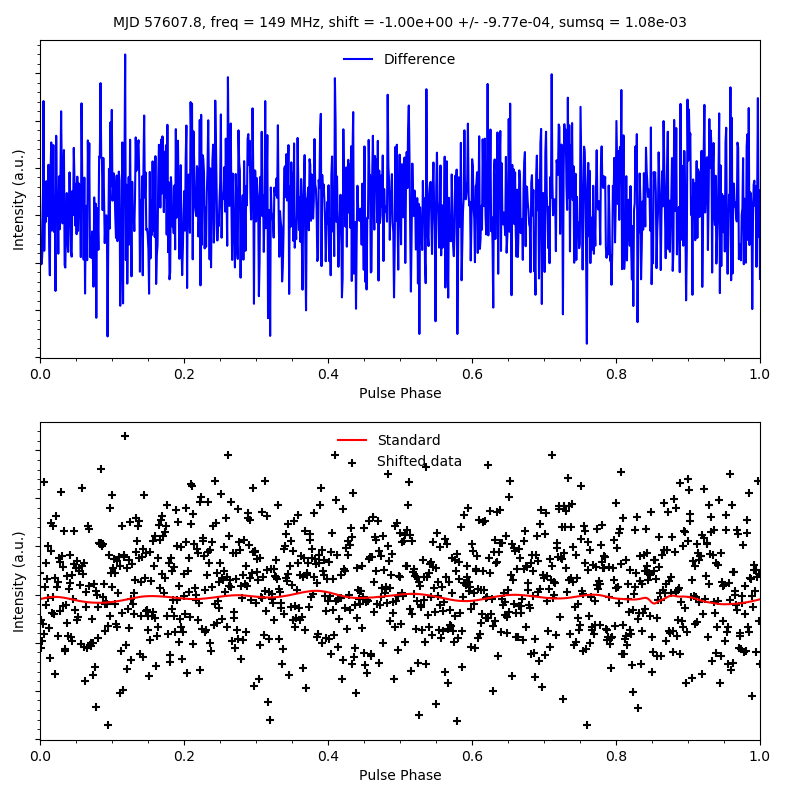 MJD 57607.8, freq = 149 MHz, shift = -1.00e+00 +/- -9.77e-04, sumsq = 1.08e-03
Difference
Intensity (a.u.)
0.0 0.2 0.4 0.6 0.8 1.0
Pulse Phase
Standard
Shifted data
Intensity (a.u.)
0.0 0.2 0.4 0.6 0.8 1.0
Pulse Phase